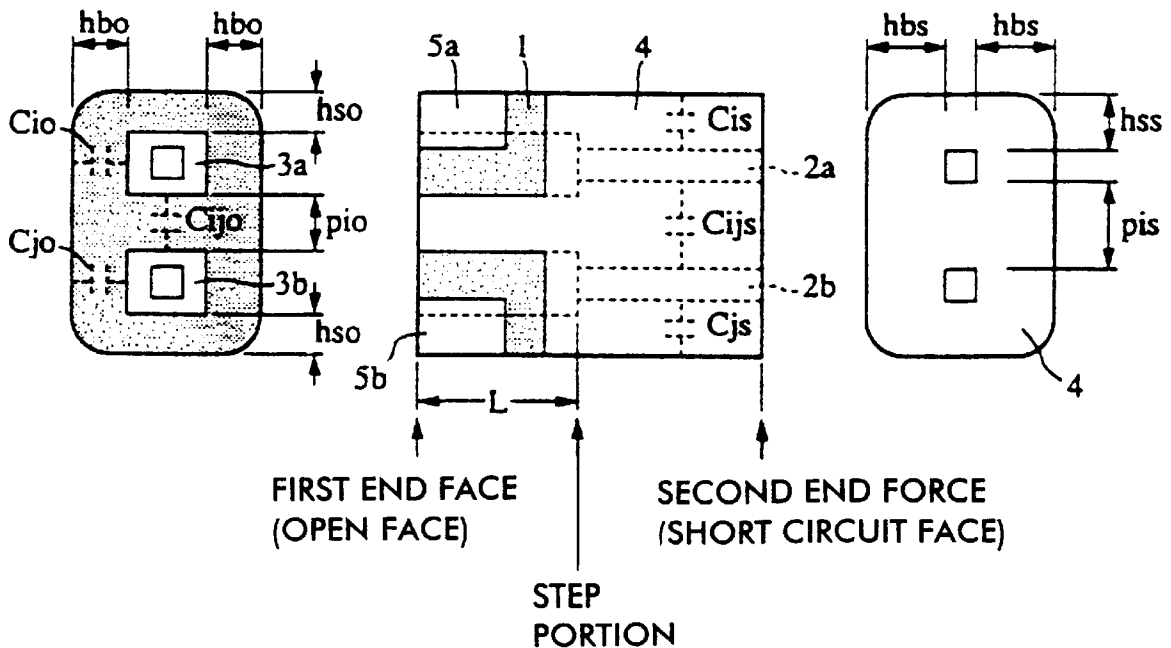 hbo hbo
hso
Cio
3a
Cijo
pio
Cjo
3b
hso
5a 1 4
Cis
2a
Cijs
2b
Cjs
5b
L
hbs hbs
hss
pis
4
FIRST END FACE
(OPEN FACE)
SECOND END FORCE
(SHORT CIRCUIT FACE)
STEP
PORTION